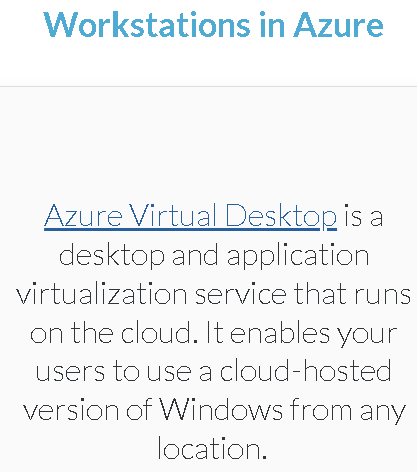 Workstations in Azure
Azure Virtual Desktop is a
desktop and application
virtualization service that runs
on the cloud. It enables your
users to use a cloud-hosted
version of Windows from any
location.